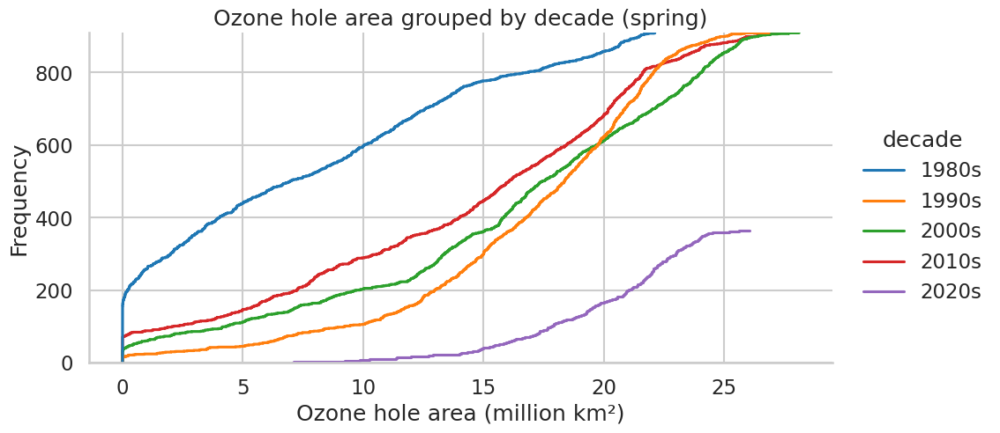 Ozone hole area grouped by decade (spring)
800
600
400
200
0
Frequency
0 5 10 15 20 25
Ozone hole area (million km²)
decade
1980s
1990s
2000s
2010s
2020s